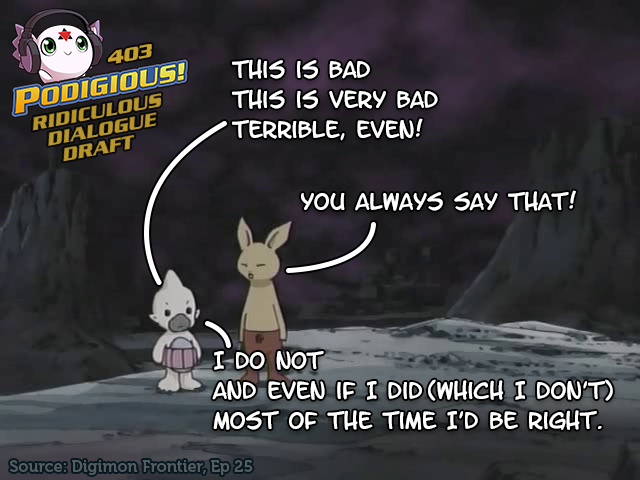 403
PODIGIOUS!
RIDICULOUS
DIALOGUE
DRAFT
THIS IS BAD
THIS IS VERY BAD
TERRIBLE, EVEN!
YOU ALWAYS SAY THAT!
I DO NOT
AND EVEN IF I DID (WHICH I DON'T)
MOST OF THE TIME I'D BE RIGHT.
Source: Digimon Frontier, Ep 25